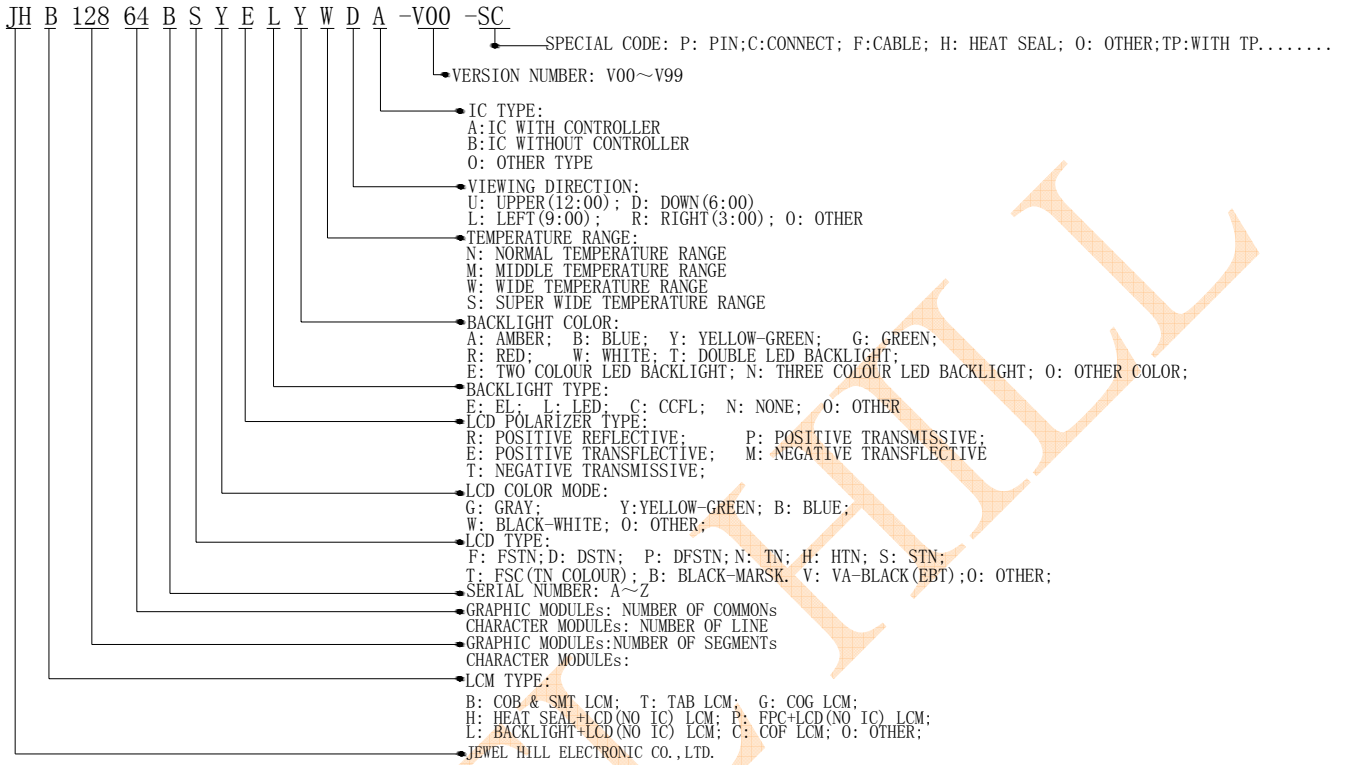 JH B 128 64 B S Y E L Y W D A -V00 -SC
SPECIAL CODE: P: PIN;C:CONNECT; F:CABLE; H: HEAT SEAL; O: OTHER;TP:WITH TP........
VERSION NUMBER: V00～V99
IC TYPE:
A:IC WITH CONTROLLER
B:IC WITHOUT CONTROLLER
O: OTHER TYPE
VIEWING DIRECTION:
U: UPPER(12:00); D: DOWN(6:00)
L: LEFT(9:00); R: RIGHT(3:00); O: OTHER
TEMPERATURE RANGE:
N: NORMAL TEMPERATURE RANGE
M: MIDDLE TEMPERATURE RANGE
W: WIDE TEMPERATURE RANGE
S: SUPER WIDE TEMPERATURE RANGE
BACKLIGHT COLOR:
A: AMBER; B: BLUE; Y: YELLOW-GREEN; G: GREEN;
R: RED; W: WHITE; T: DOUBLE LED BACKLIGHT;
E: TWO COLOUR LED BACKLIGHT; N: THREE COLOUR LED BACKLIGHT; O: OTHER COLOR;
BACKLIGHT TYPE:
E: EL; L: LED; C: CCFL; N: NONE; O: OTHER
LCD POLARIZER TYPE:
R: POSITIVE REFLECTIVE; P: POSITIVE TRANSMISSIVE;
E: POSITIVE TRANSFLECTIVE; M: NEGATIVE TRANSFLECTIVE
T: NEGATIVE TRANSMISSIVE;
LCD COLOR MODE:
G: GRAY; Y:YELLOW-GREEN; B: BLUE;
W: BLACK-WHITE; O: OTHER;
LCD TYPE:
F: FSTN;D: DSTN; P: DFSTN;N: TN; H: HTN; S: STN;
T: FSC(TN COLOUR); B: BLACK-MARSK. V: VA-BLACK(EBT);O: OTHER;
SERIAL NUMBER: A～Z
GRAPHIC MODULEs: NUMBER OF COMMONs
CHARACTER MODULEs: NUMBER OF LINE
GRAPHIC MODULEs:NUMBER OF SEGMENTs
CHARACTER MODULEs:
LCM TYPE:
B: COB & SMT LCM; T: TAB LCM; G: COG LCM;
H: HEAT SEAL+LCD(NO IC) LCM; P: FPC+LCD(NO IC) LCM;
L: BACKLIGHT+LCD(NO IC) LCM; C: COF LCM; O: OTHER;
JEWEL HILL ELECTRONIC CO.,LTD.
HILL